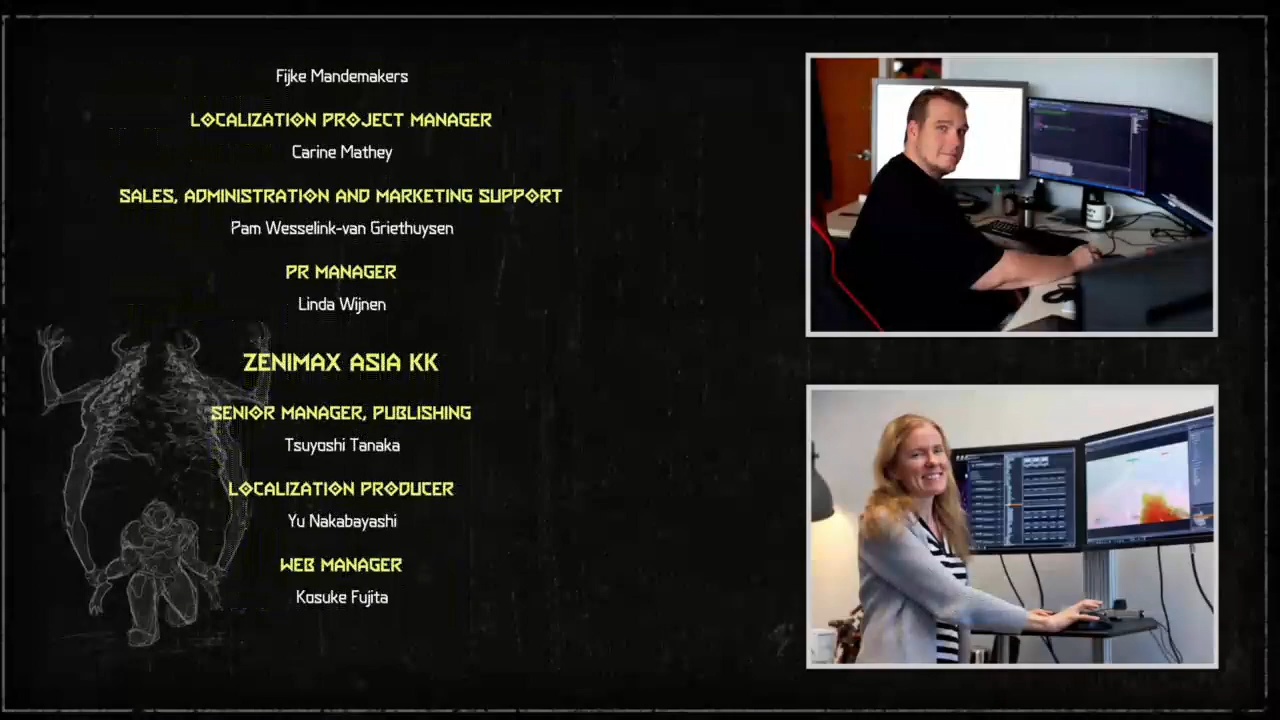 Fijke Mandemakers
LOCALIZATION PROJECT MANAGER
Carine Mathey
SALES, ADMINISTRATION AND MARKETING SUPPORT
Pam Wesselink-van Griethuysen
PR MANAGER
Linda Wijnen
ZENIMAX ASIA KK
SENIOR MANAGER, PUBLISHING
Tsuyoshi Tanaka
LOCALIZATION PRODUCER
Yu Nakabayashi
WEB MANAGER
Kosuke Fujita